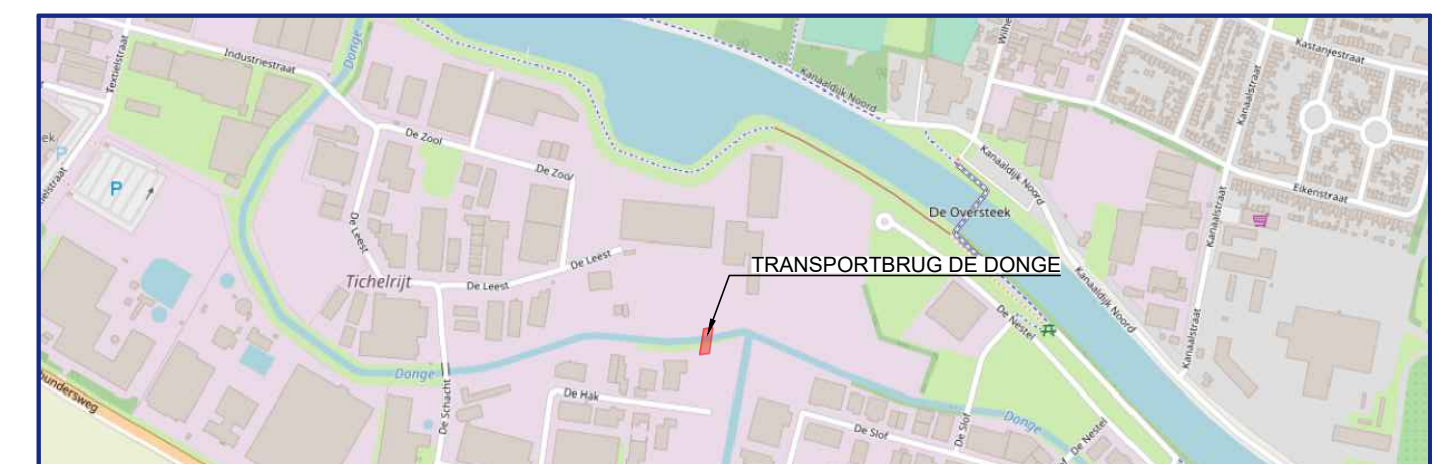 Textielstraat
Industriestraat
Donge
Kanaaldijk Noord
Kastanjestraat
Kanaalstraat
De Zool
De Zool
P
P
De Leest
De Leest
De Leest
Tichelrijt
Kanaaldijk Noord
De Oversteek
Eikenstraat
Kanaalstraat
TRANSPORTBRUG DE DONGE
De Nestel
Kanaaldijk Noord
Kanaalstraat
Donge
De Schacht
De Hak
De Slof
De Slof
Donge
De Nestel